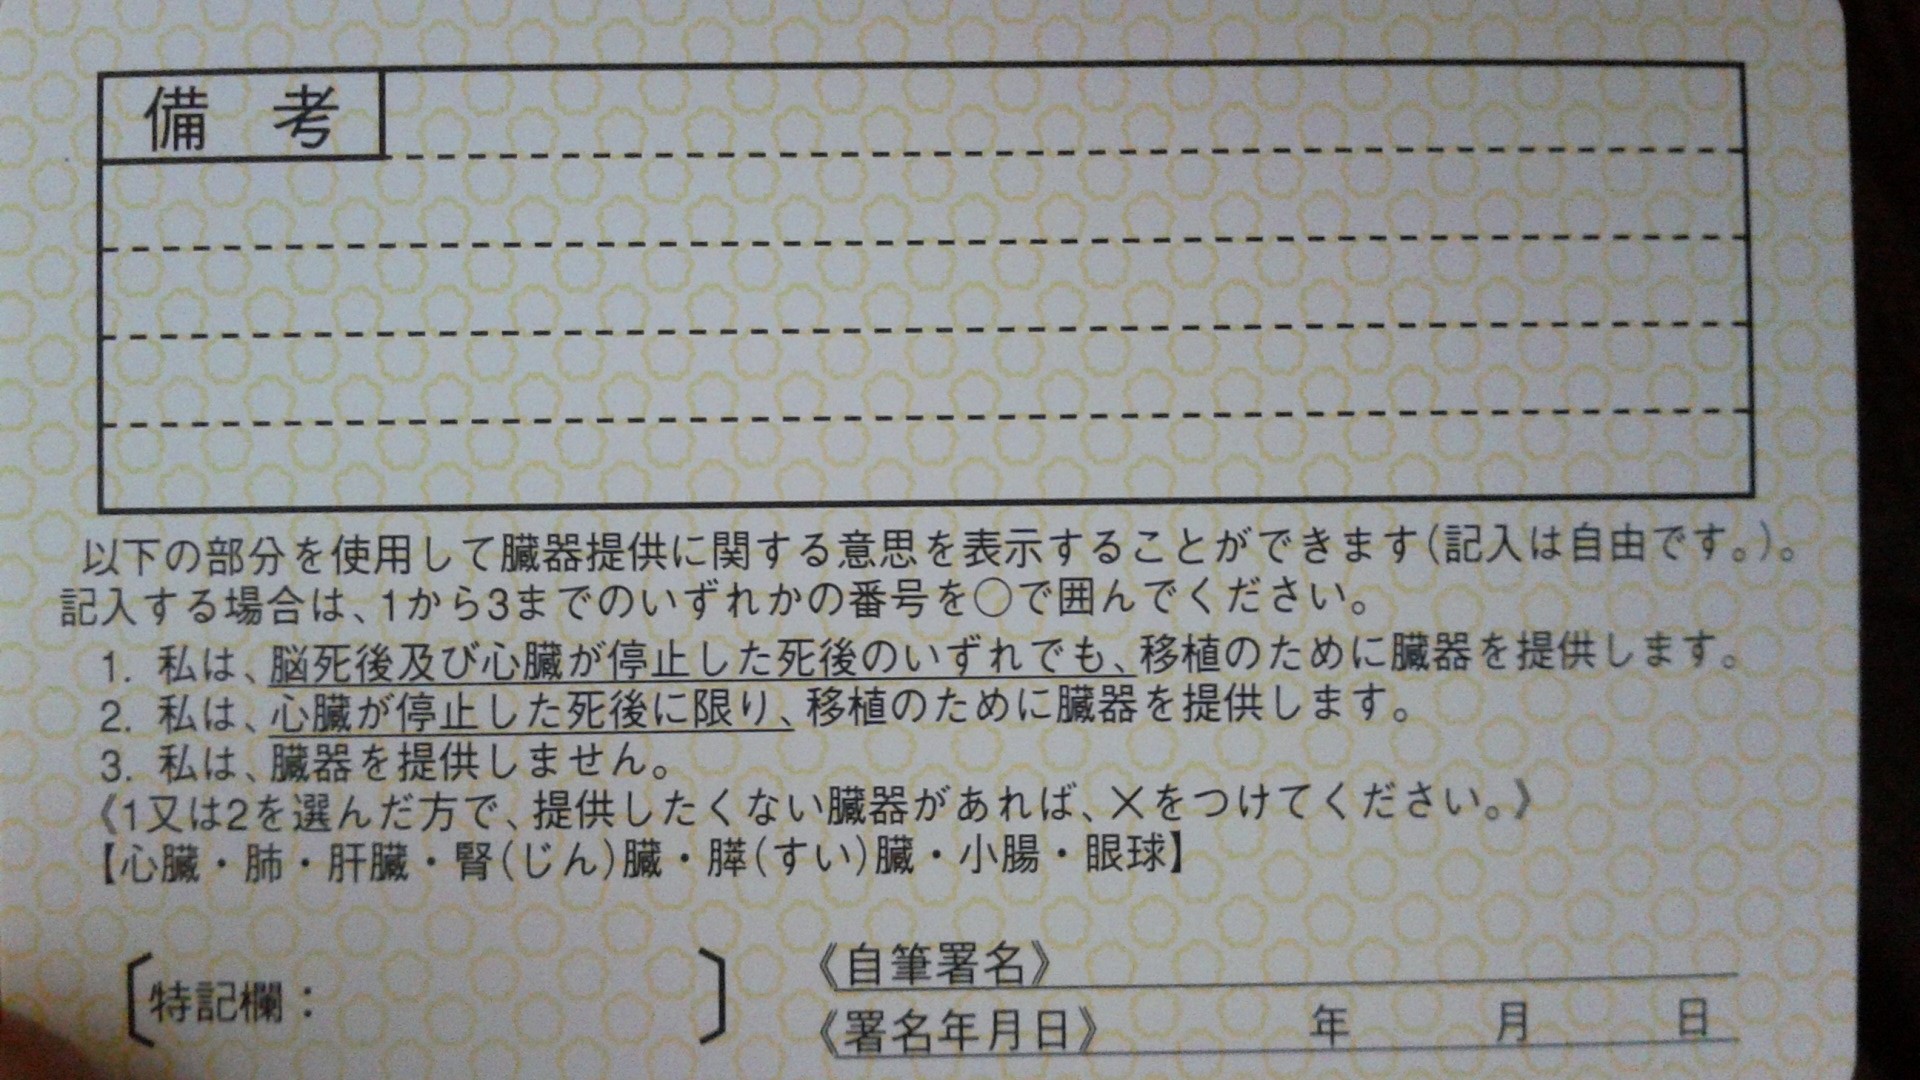 備考
以下の部分を使用して臓器提供に関する意思を表示することができます(記入は自由です。)。
記入する場合は、1から3までのいずれかの番号を○で囲んでください。
1. 私は、脳死後及び心臓が停止した死後のいずれでも、移植のために臓器を提供します。
2. 私は、心臓が停止した死後に限り、移植のために臓器を提供します。
3. 私は、臓器を提供しません。
《1又は2を選んだ方で、提供したくない臓器があれば、×をつけてください。》
【心臓・肺・肝臓・腎(じん)臓・膵(すい)臓・小腸・眼球】
〔特記欄: 〕
《自筆署名》
《署名年月日》 年 月 日